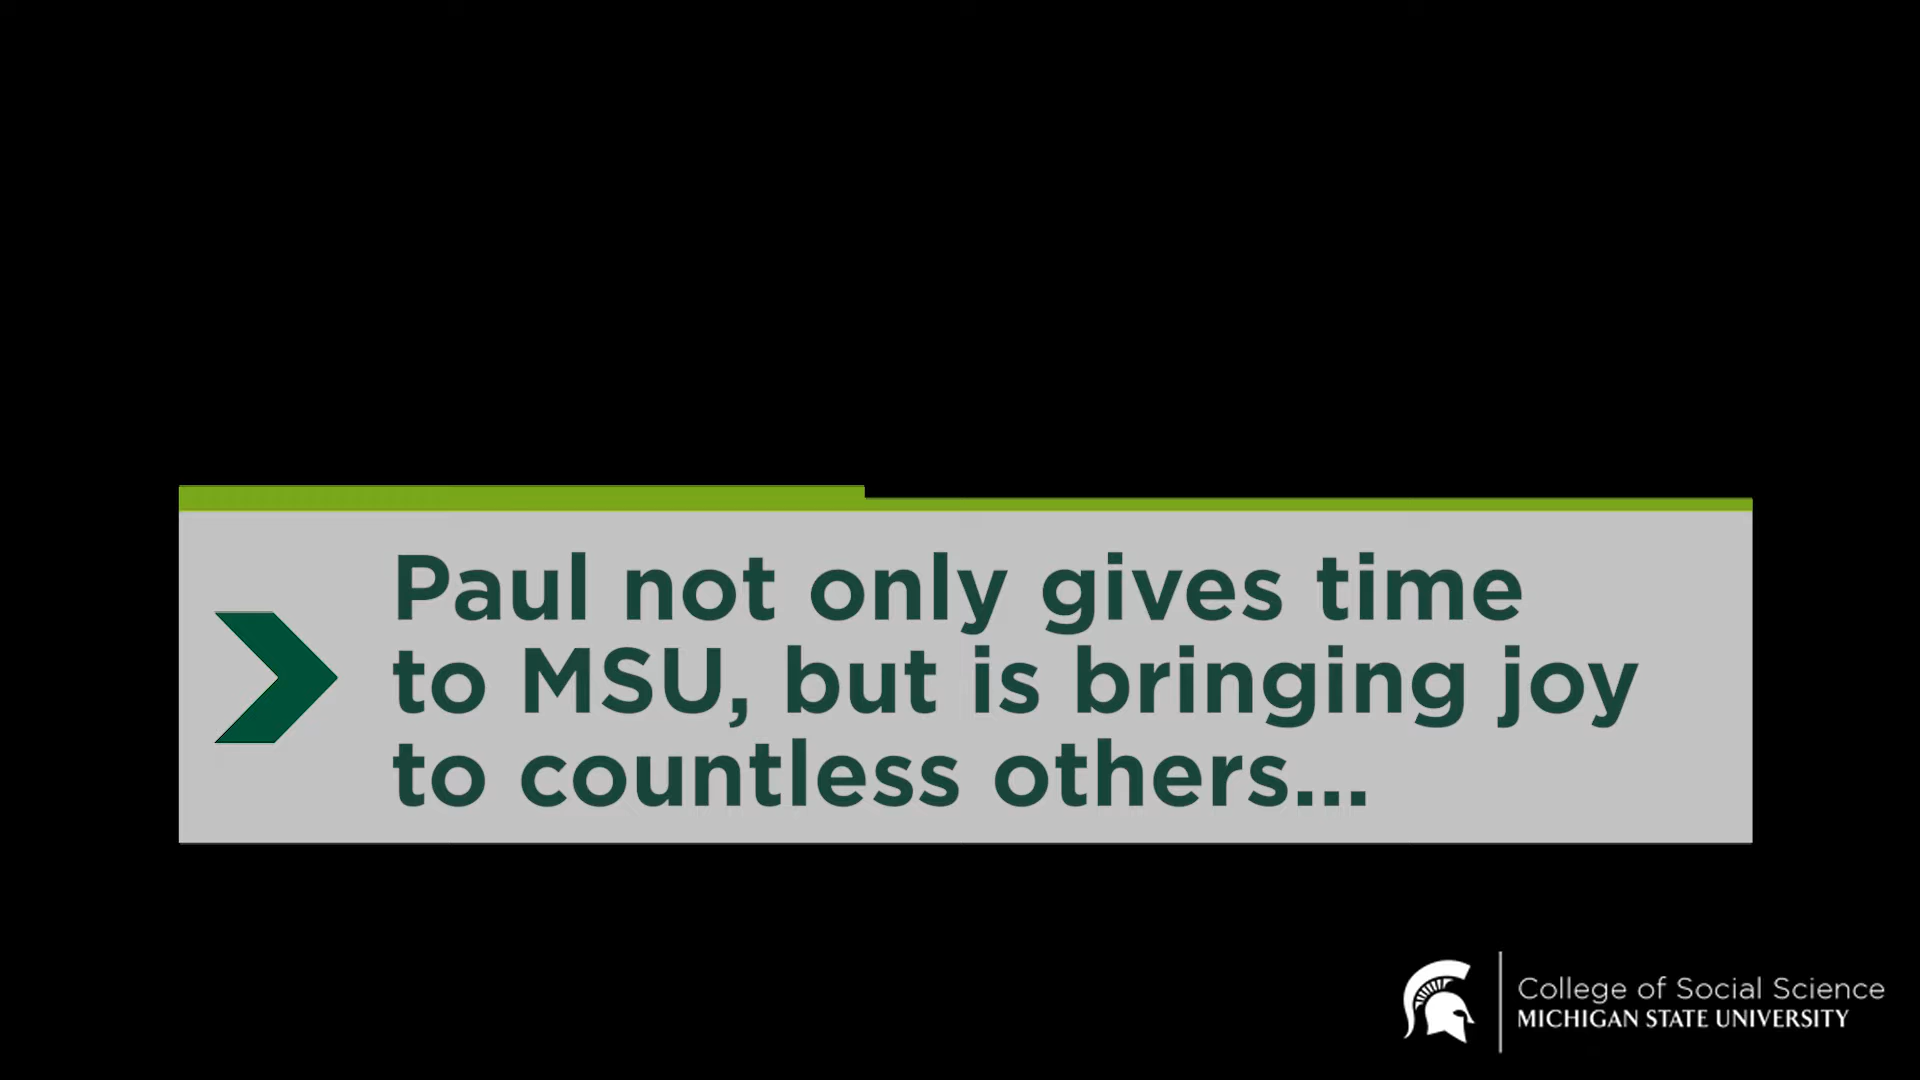 Paul not only gives time
to MSU, but is bringing joy
to countless others...
College of Social Science
MICHIGAN STATE UNIVERSITY